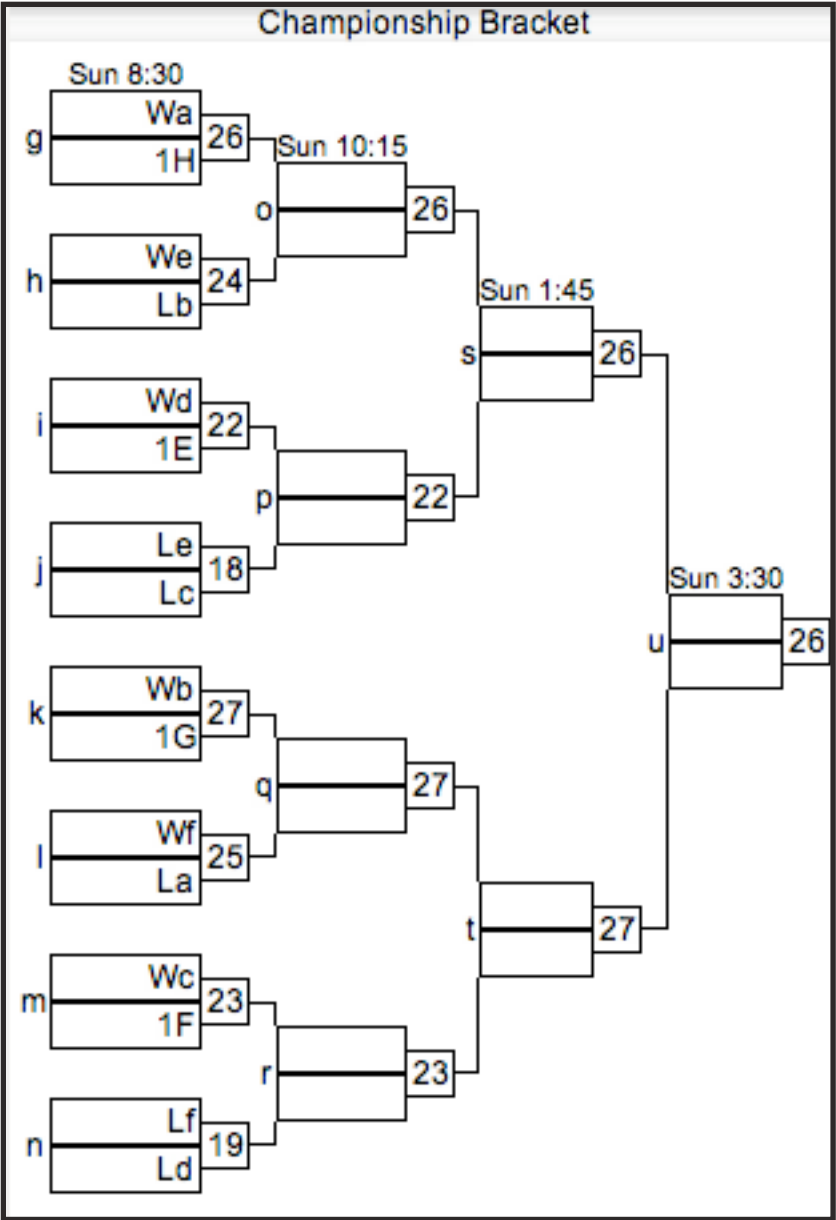 Championship Bracket
Sun 8:30
Wa
g
26
1H
Sun 10:15
o
26
We
h
24
Lb
Sun 1:45
s
26
Wd
i
22
1E
p
22
Le
j
18
Lc
Sun 3:30
u
26
Wb
k
27
1G
q
27
Wf
l
25
La
t
27
Wc
m
23
1F
r
23
Lf
n
19
Ld